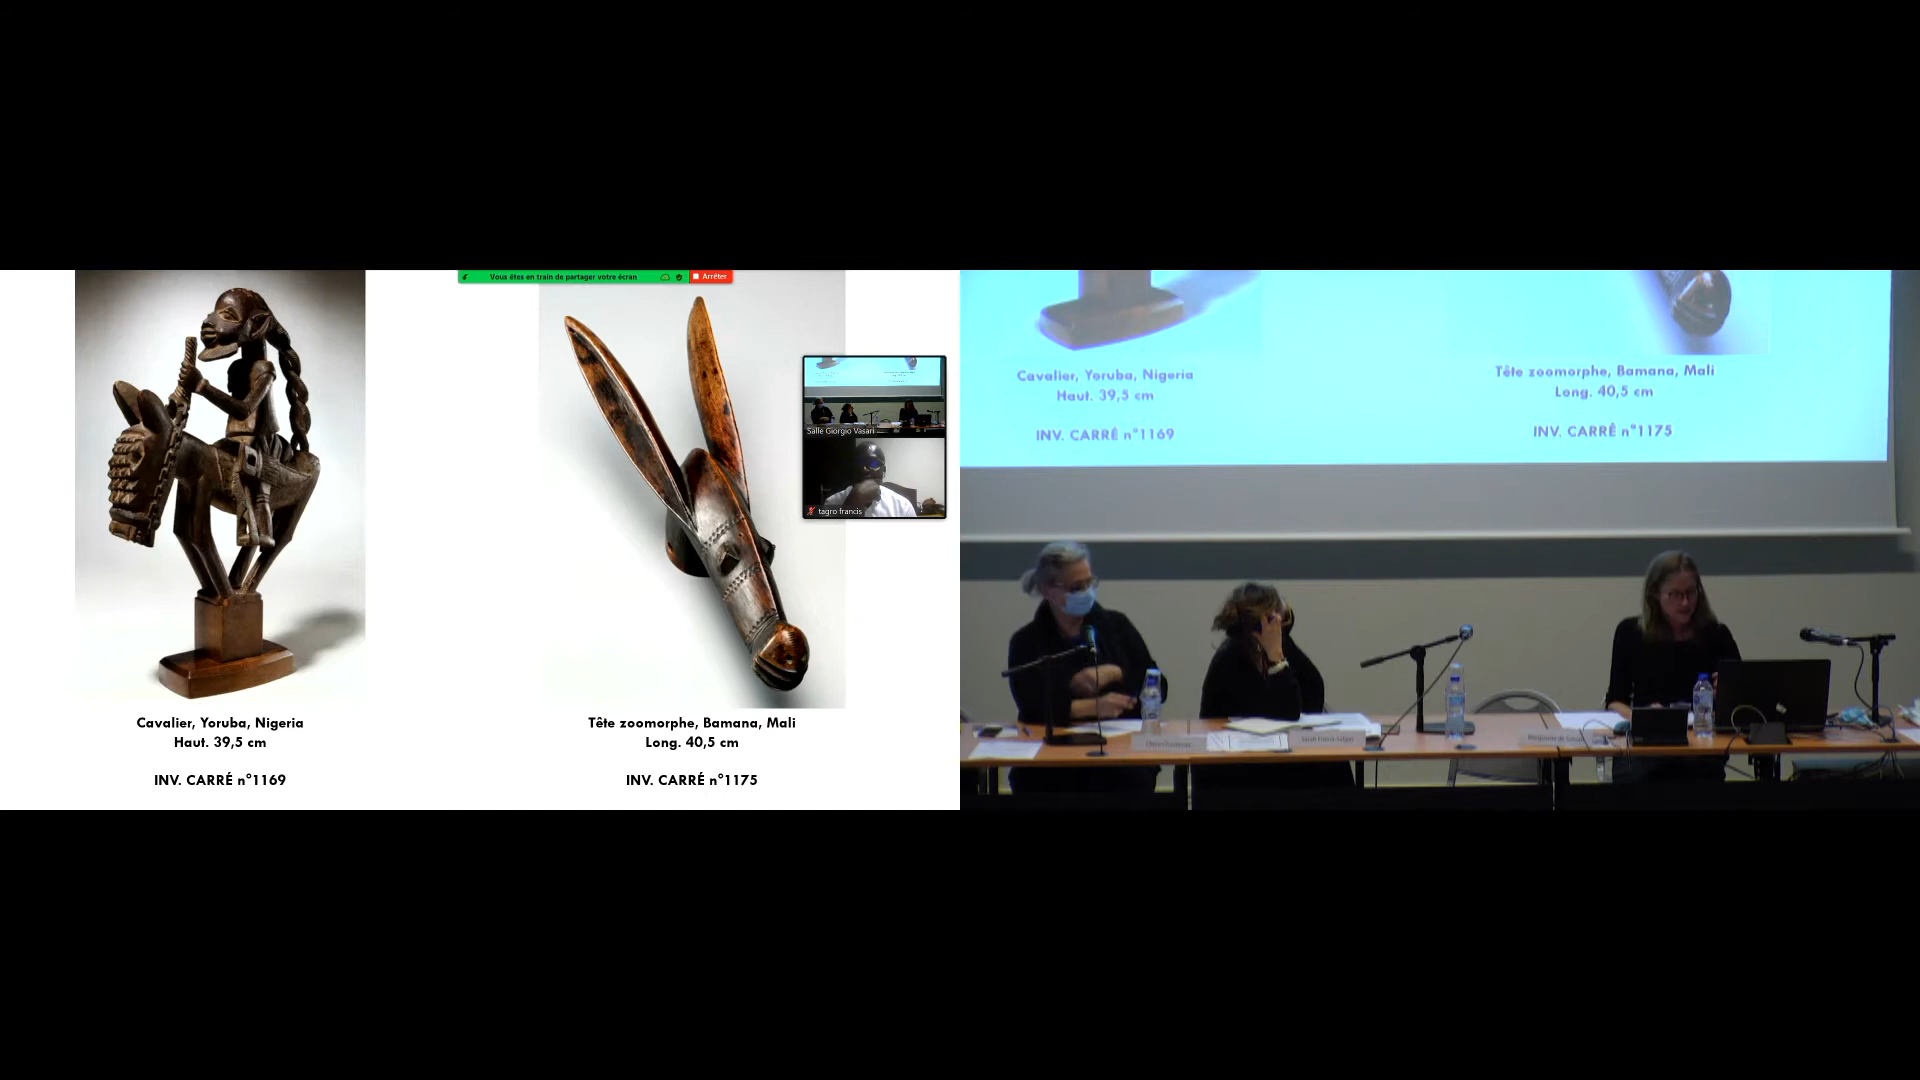 Vous êtes en train de partager votre écran
Arrêter
Salle Giorgio Vasari
tagro francis
Cavalier, Yoruba, Nigeria
Haut. 39,5 cm
INV. CARRÉ n°1169
Tête zoomorphe, Bamana, Mali
Long. 40,5 cm
INV. CARRÉ n°1175
Cavalier, Yoruba, Nigeria
Haut. 39,5 cm
INV. CARRÉ n°1169
Tête zoomorphe, Bamana, Mali
Long. 40,5 cm
INV. CARRÉ n°1175